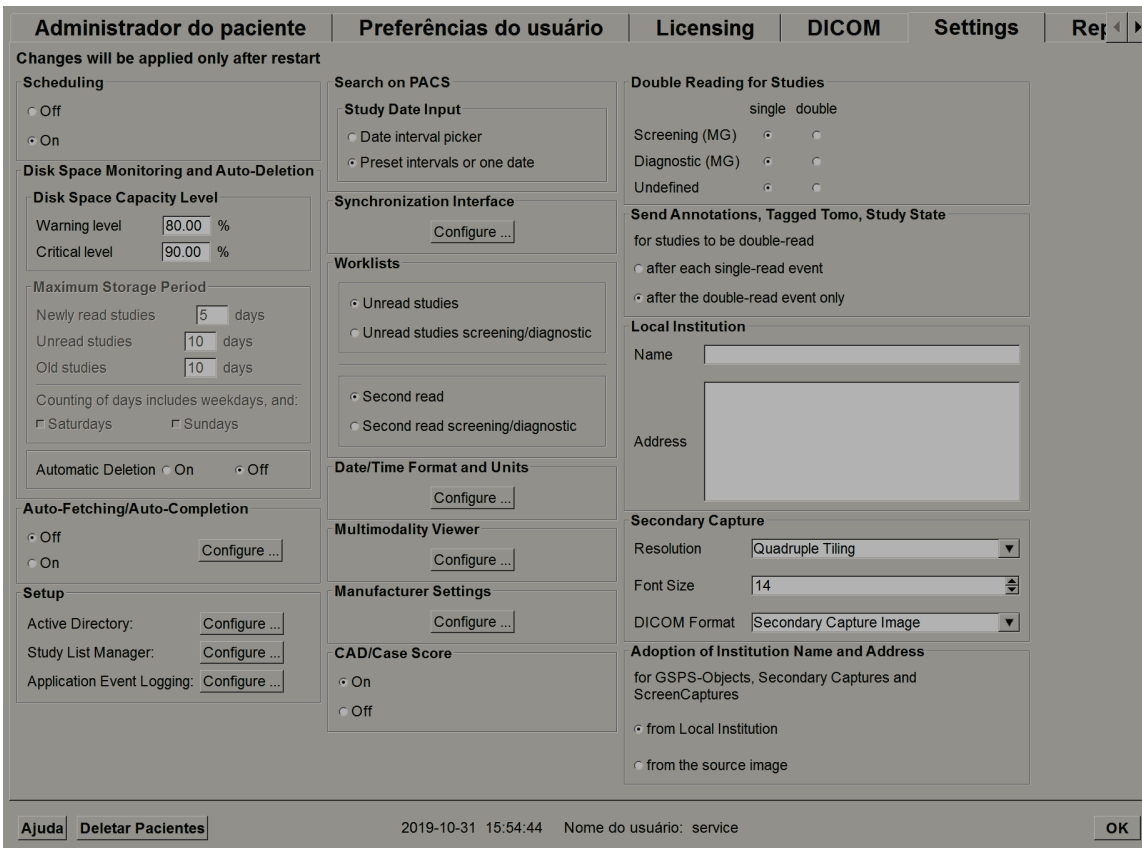 Administrador do paciente
Preferências do usuário
Licensing
DICOM
Settings
Changes will be applied only after restart
Scheduling
Off
On
Disk Space Monitoring and Auto-Deletion
Disk Space Capacity Level
Warning level 80.00 %
Critical level 90.00 %
Maximum Storage Period
Newly read studies 5 days
Unread studies 10 days
Old studies 10 days
Counting of days includes weekdays, and:
Saturdays Sundays
Automatic Deletion On Off
Auto-Fetching/Auto-Completion
Off
Configure ...
On
Setup
Active Directory: Configure ...
Study List Manager: Configure ...
Application Event Logging: Configure ...
Search on PACS
Study Date Input
Date interval picker
Preset intervals or one date
Synchronization Interface
Configure ...
Worklists
Unread studies
Unread studies screening/diagnostic
Second read
Second read screening/diagnostic
Date/Time Format and Units
Configure ...
Multimodality Viewer
Configure ...
Manufacturer Settings
Configure ...
CAD/Case Score
On
Off
Double Reading for Studies
single double
Screening (MG)
Diagnostic (MG)
Undefined
Send Annotations, Tagged Tomo, Study State
for studies to be double-read
after each single-read event
after the double-read event only
Local Institution
Name
Address
Secondary Capture
Resolution Quadruple Tiling
Font Size 14
DICOM Format Secondary Capture Image
Adoption of Institution Name and Address
for GSPS-Objects, Secondary Captures and
ScreenCaptures
from Local Institution
from the source image
Ajuda Deletar Pacientes 2019-10-31 15:54:44 Nome do usuário: service OK